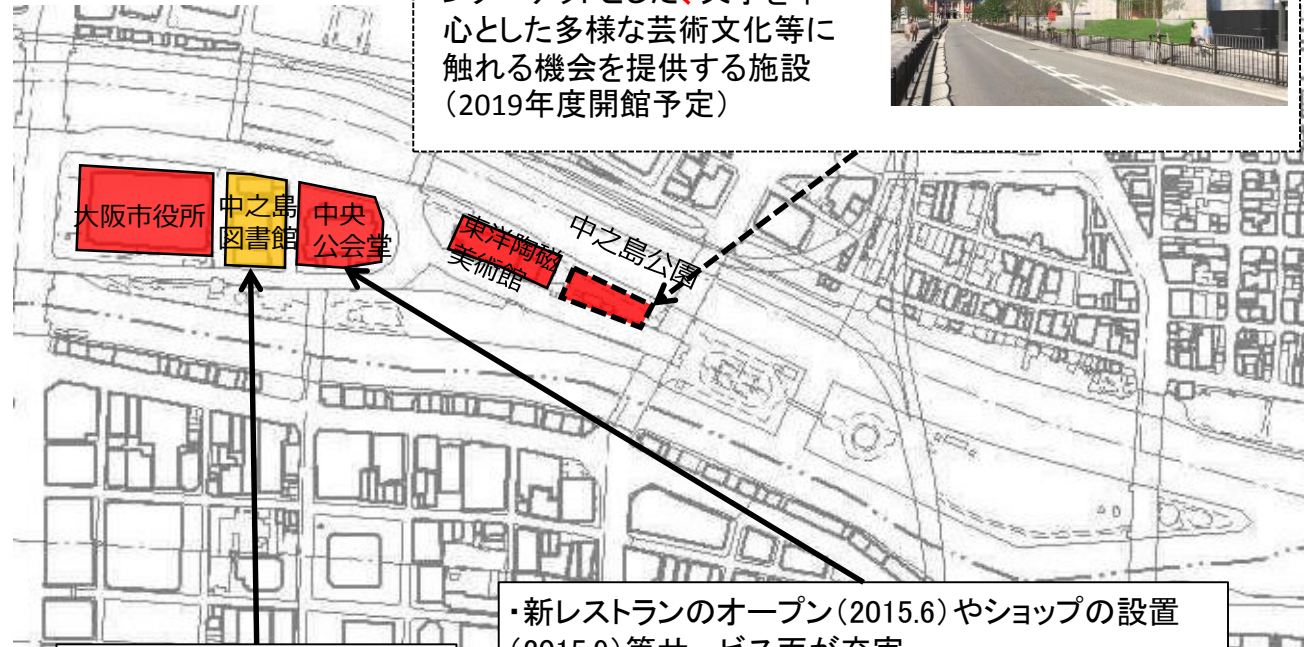 心とした多様な芸術文化等に
触れる機会を提供する施設
（2019年度開館予定）
大阪市役所
中之島
図書館
中央
公会堂
東洋陶磁
美術館
中之島公園
・新レストランのオープン（2015.6）やショップの設置